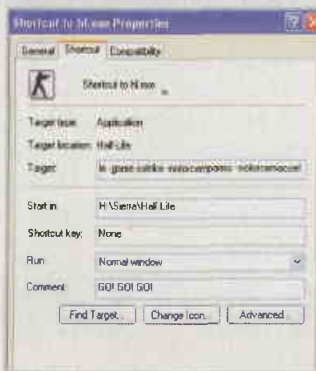 Shortcut to hl.exe Properties
General Shortcut Compatibility
Shortcut to hl.exe
Target type: Application
Target location: Half-Life
Target:
Start in: H:\Sierra\Half-Life
Shortcut key: None
Run: Normal window
Comment: GO! GO! GO!
Find Target... Change Icon... Advanced...